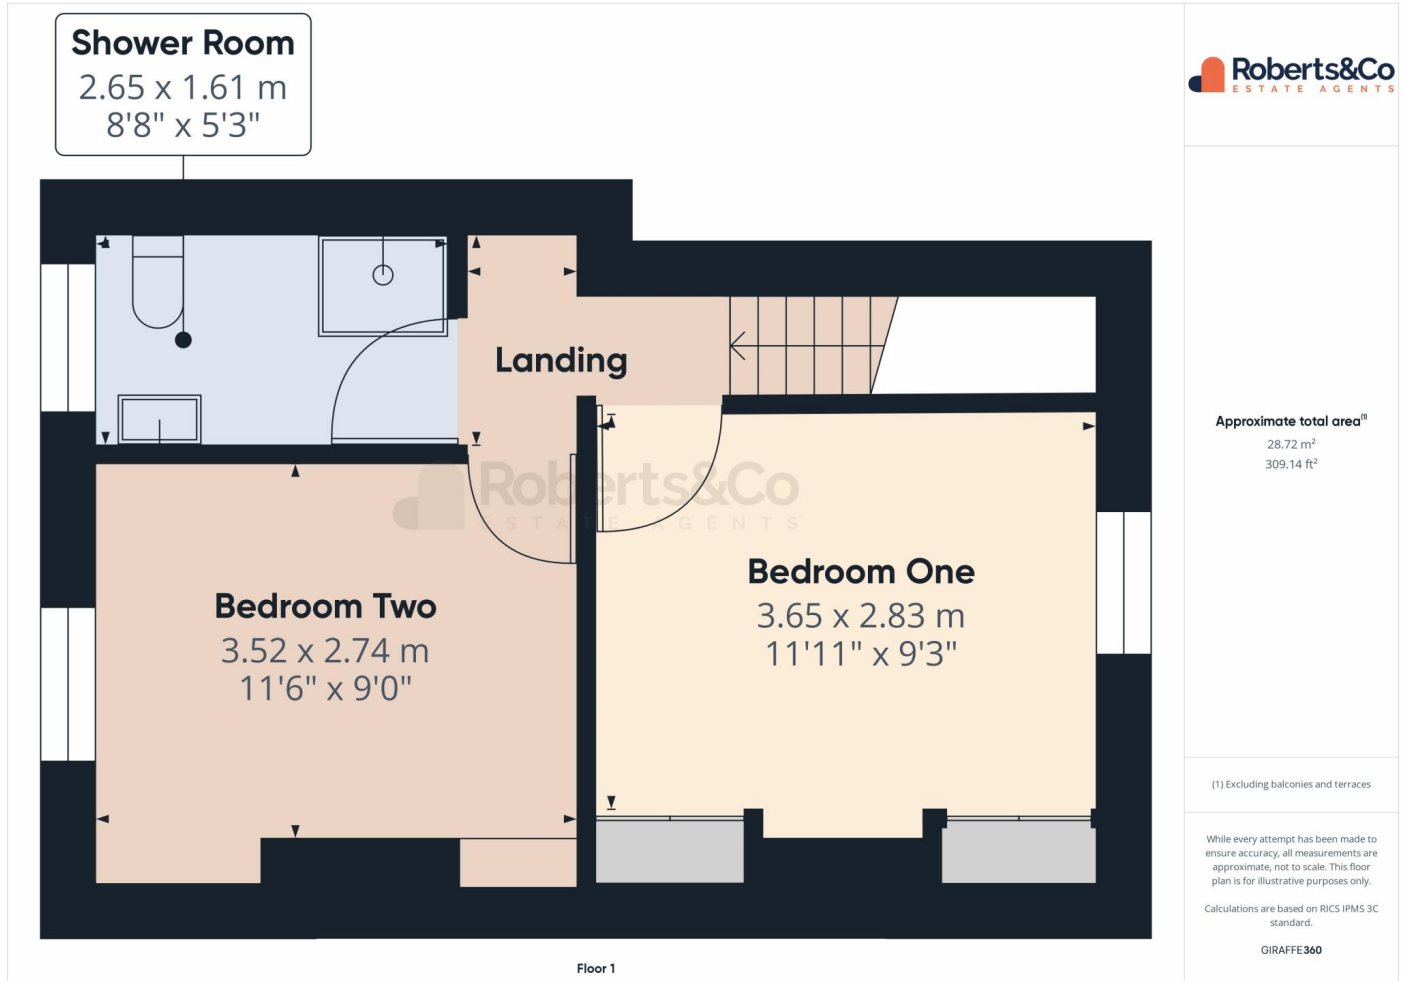 Shower Room
2.65 x 1.61 m
8'8" x 5'3"
Landing
Roberts&Co
ESTATE AGENTS
Bedroom Two
3.52 x 2.74 m
11'6" x 9'0"
Bedroom One
3.65 x 2.83 m
11'11" x 9'3"
Floor 1
Roberts&Co
ESTATE AGENTS
Approximate total area⁽¹⁾
28.72 m²
309.14 ft²
(1) Excluding balconies and terraces
While every attempt has been made to
ensure accuracy, all measurements are
approximate, not to scale. This floor
plan is for illustrative purposes only.
Calculations are based on RICS IPMS 3C
standard.
GIRAFFE360